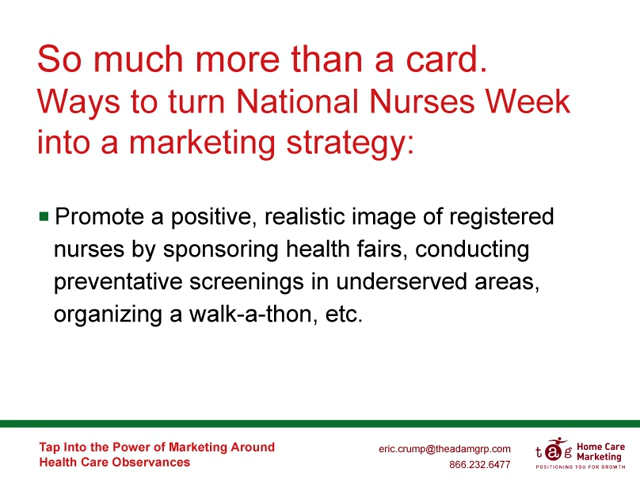 So much more than a card.
Ways to turn National Nurses Week
into a marketing strategy:
Promote a positive, realistic image of registered
nurses by sponsoring health fairs, conducting
preventative screenings in underserved areas,
organizing a walk-a-thon, etc.
Tap Into the Power of Marketing Around
Health Care Observances
eric.crump@theadamgrp.com
866.232.6477
tag
Home Care
Marketing
POSITIONING YOU FOR GROWTH